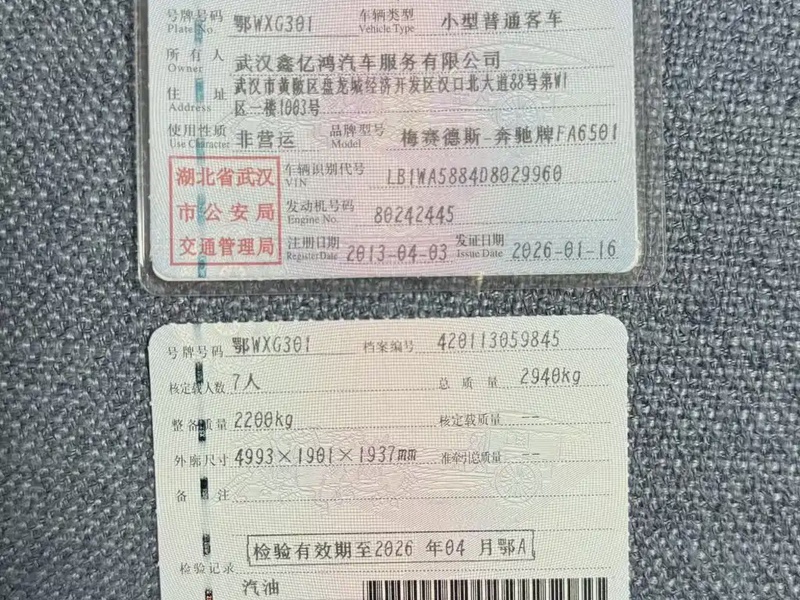 号牌号码 鄂WXG301 车辆类型 小型普通客车
Plate No. Vehicle Type
所有人 武汉鑫亿鸿汽车服务有限公司
Owner
住址 武汉市黄陂区盘龙城经济开发区汉口北大道88号第W1
Address 区一楼1003号
使用性质 非营运 品牌型号 梅赛德斯-奔驰牌FA6501
Use Character Model
湖北省武汉
市公安局
交通管理局
车辆识别代号 LB1WA5884D8029960
VIN
发动机号码 80242445
Engine No.
注册日期 2013-04-03 发证日期 2026-01-16
Register Date Issue Date
号牌号码 鄂WXG301 档案编号 420113059845
核定载人数 7人 总质量 2940kg
整备质量 2200kg 核定载质量 --
外廓尺寸 4993×1901×1937mm 准牵引总质量 --
备注
检验有效期至2026年04月鄂A
检验记录
汽油